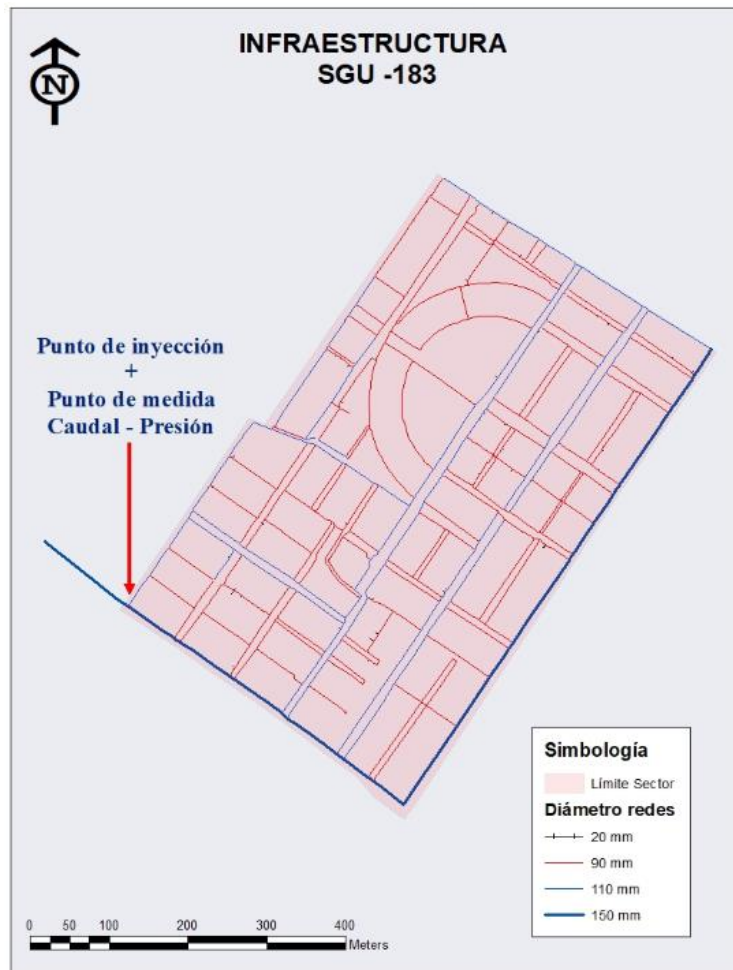 INFRAESTRUCTURA
SGU -183
N
Punto de inyección
+
Punto de medida
Caudal - Presión
Simbología
Límite Sector
Diámetro redes
20 mm
90 mm
110 mm
150 mm
0 50 100 200 300 400
Meters